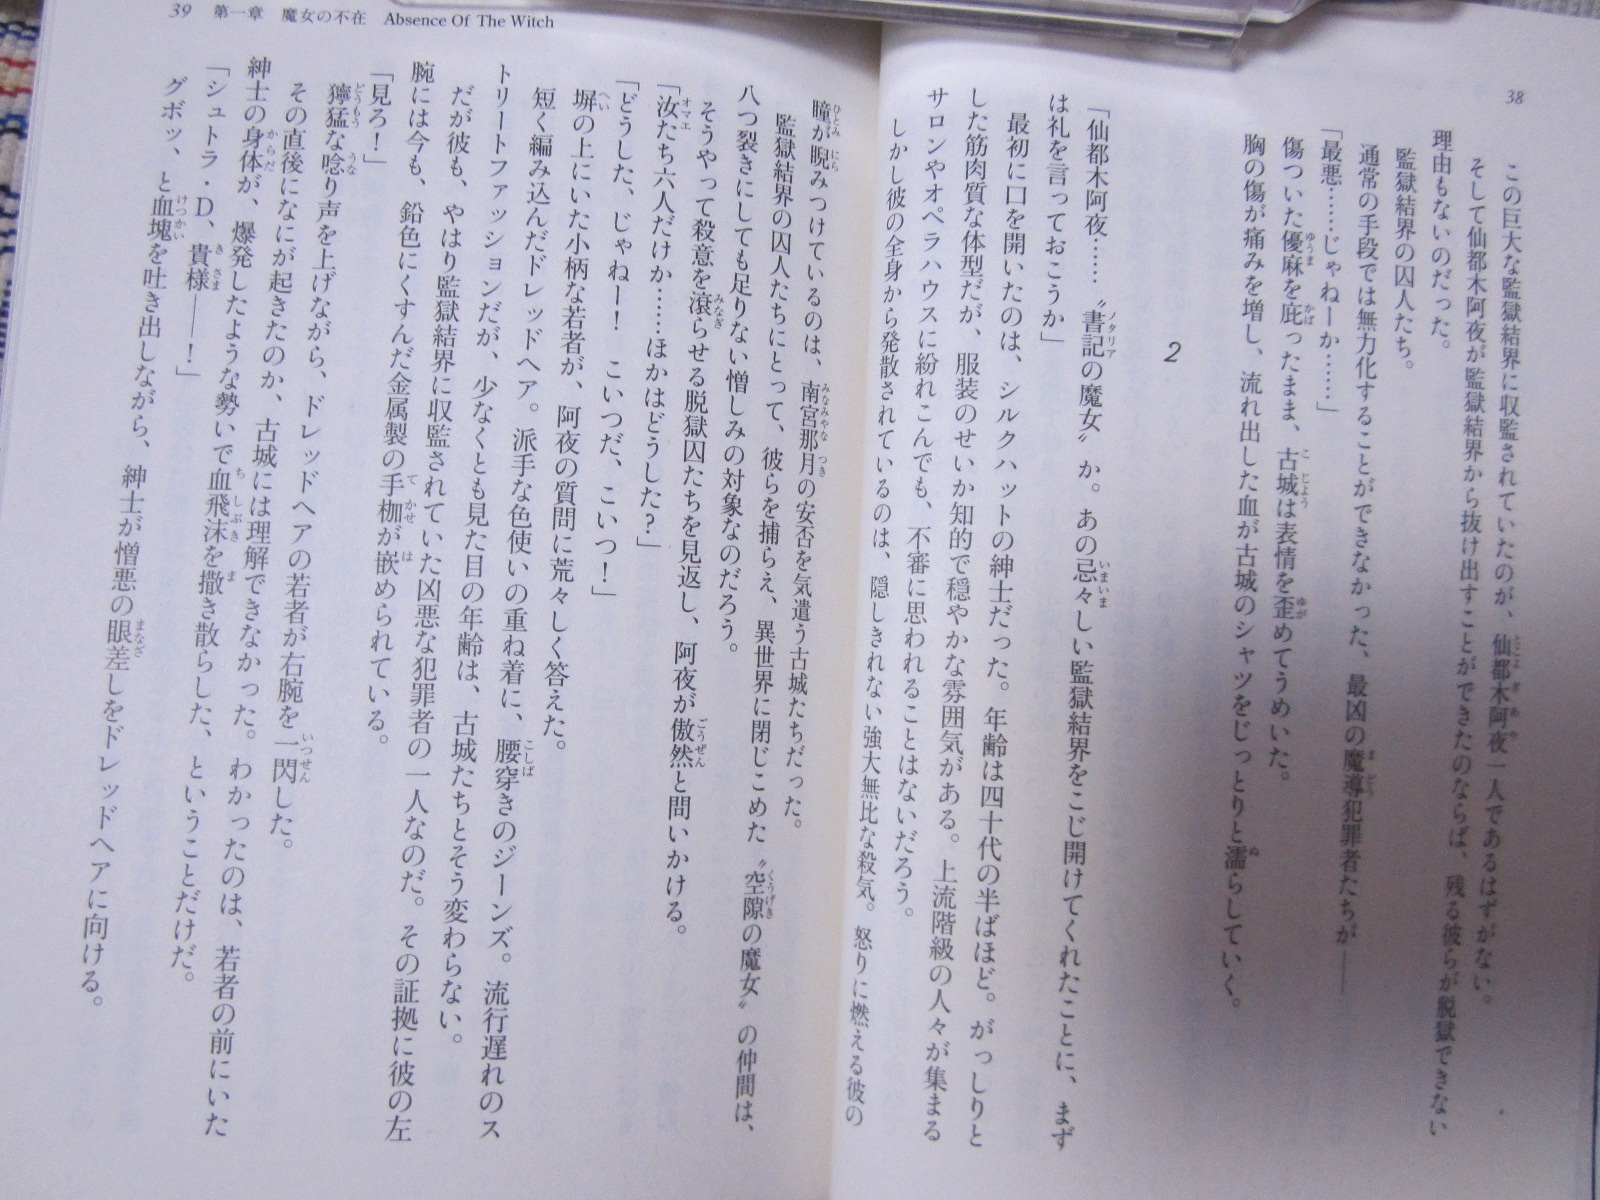 38
この巨大な監獄結界に収監されていたのが、仙都木阿夜一人であるはずがない。
そして仙都木阿夜が監獄結界から抜け出すことができたのならば、残る彼らが脱獄できない
理由もないのだった。
監獄結界の囚人たち。
通常の手段では無力化することができなかった、最凶の魔導犯罪者たちが――
「最悪……じゃねーか……」
傷ついた優麻を庇ったまま、古城は表情を歪めてうめいた。
胸の傷が痛みを増し、流れ出した血が古城のシャツをじっとりと濡らしていく。
2
「仙都木阿夜……〝書記の魔女〟か。あの忌々しい監獄結界をこじ開けてくれたことに、まず
は礼を言っておこうか」
最初に口を開いたのは、シルクハットの紳士だった。年齢は四十代の半ばほど。がっしりと
した筋肉質な体型だが、服装のせいか知的で穏やかな雰囲気がある。上流階級の人々が集まる
サロンやオペラハウスに紛れこんでも、不審に思われることはないだろう。
しかし彼の全身から発散されているのは、隠しきれない強大無比な殺気。怒りに燃える彼の
39 第一章 魔女の不在 Absence Of The Witch
瞳が睨みつけているのは、南宮那月の安否を気遣う古城たちだった。
監獄結界の囚人たちにとって、彼らを捕らえ、異世界に閉じこめた〝空隙の魔女〟の仲間は、
八つ裂きにしても足りない憎しみの対象なのだろう。
そうやって殺意を滾らせる脱獄囚たちを見返し、阿夜が傲然と問いかける。
「汝たち六人だけか……ほかはどうした?」
「どうした、じゃねー! こいつだ、こいつ!」
塀の上にいた小柄な若者が、阿夜の質問に荒々しく答えた。
短く編み込んだドレッドヘア。派手な色使いの重ね着に、腰穿きのジーンズ。流行遅れのス
トリートファッションだが、少なくとも見た目の年齢は、古城たちとそう変わらない。
だが彼も、やはり監獄結界に収監されていた凶悪な犯罪者の一人なのだ。その証拠に彼の左
腕には今も、鉛色にくすんだ金属製の手枷が嵌められている。
「見ろ!」
獰猛な唸り声を上げながら、ドレッドヘアの若者が右腕を一閃した。
その直後になにが起きたのか、古城には理解できなかった。わかったのは、若者の前にいた
紳士の身体が、爆発したような勢いで血飛沫を撒き散らした、ということだけだ。
「シュトラ・D、貴様――!」
グボッ、と血塊を吐き出しながら、紳士が憎悪の眼差しをドレッドヘアに向ける。